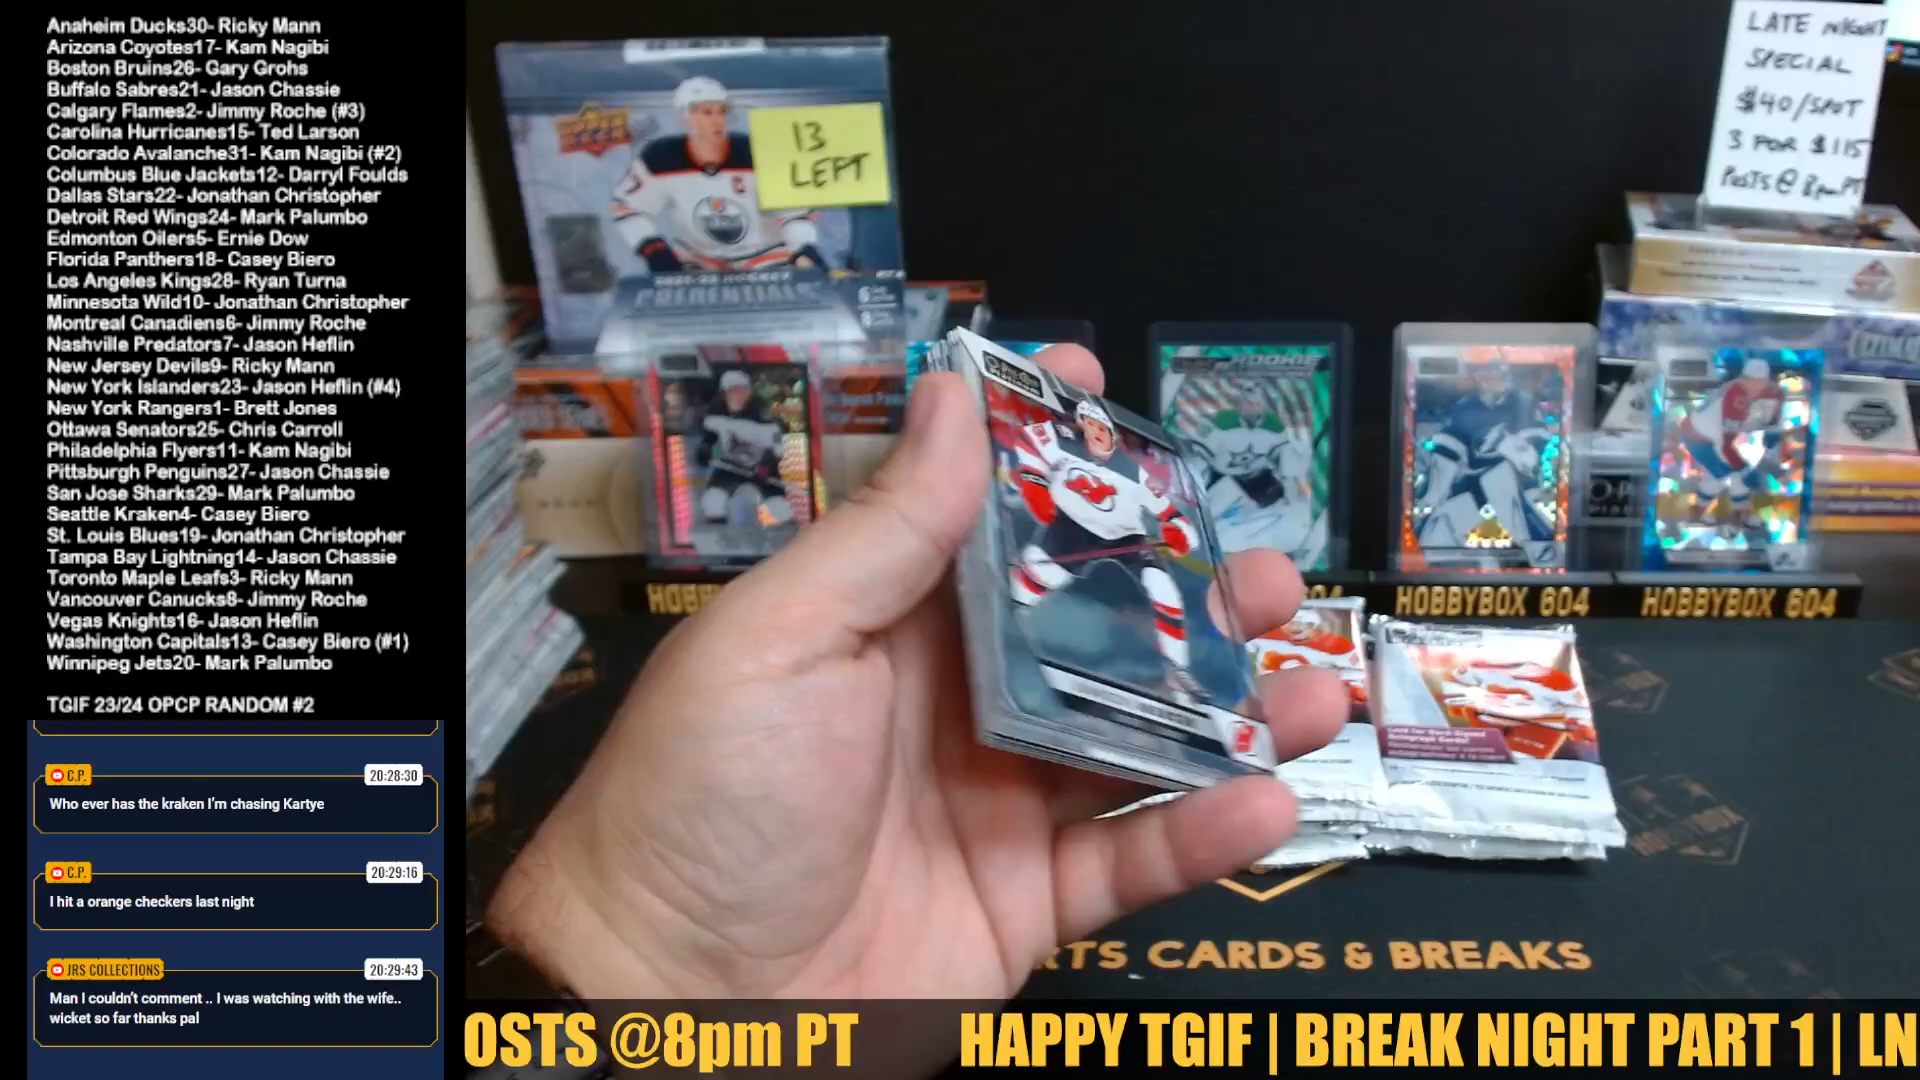 Anaheim Ducks30- Ricky Mann
Arizona Coyotes17- Kam Nagibi
Boston Bruins26- Gary Grohs
Buffalo Sabres21- Jason Chassie
Calgary Flames2- Jimmy Roche (#3)
Carolina Hurricanes15- Ted Larson
Colorado Avalanche31- Kam Nagibi (#2)
Columbus Blue Jackets12- Darryl Foulds
Dallas Stars22- Jonathan Christopher
Detroit Red Wings24- Mark Palumbo
Edmonton Oilers5- Ernie Dow
Florida Panthers18- Casey Biero
Los Angeles Kings28- Ryan Turna
Minnesota Wild10- Jonathan Christopher
Montreal Canadiens6- Jimmy Roche
Nashville Predators7- Jason Heflin
New Jersey Devils9- Ricky Mann
New York Islanders23- Jason Heflin (#4)
New York Rangers1- Brett Jones
Ottawa Senators25- Chris Carroll
Philadelphia Flyers11- Kam Nagibi
Pittsburgh Penguins27- Jason Chassie
San Jose Sharks29- Mark Palumbo
Seattle Kraken4- Casey Biero
St. Louis Blues19- Jonathan Christopher
Tampa Bay Lightning14- Jason Chassie
Toronto Maple Leafs3- Ricky Mann
Vancouver Canucks8- Jimmy Roche
Vegas Knights16- Jason Heflin
Washington Capitals13- Casey Biero (#1)
Winnipeg Jets20- Mark Palumbo
TGIF 23/24 OPCP RANDOM #2
C.P. 20:28:30
Who ever has the kraken I'm chasing Kartye
C.P. 20:29:16
I hit a orange checkers last night
JRS COLLECTIONS 20:29:43
Man I couldn't comment .. I was watching with the wife..
wicket so far thanks pal
13
LEFT
CREDENTIALS
LATE NIGHT
SPECIAL
$40/SPOT
3 FOR $115
POSTS @ 8pm PT
ROOKIE
HOBBYBOX 604
HOBBYBOX 604
RTS CARDS & BREAKS
OSTS @8pm PT HAPPY TGIF | BREAK NIGHT PART 1 | LN